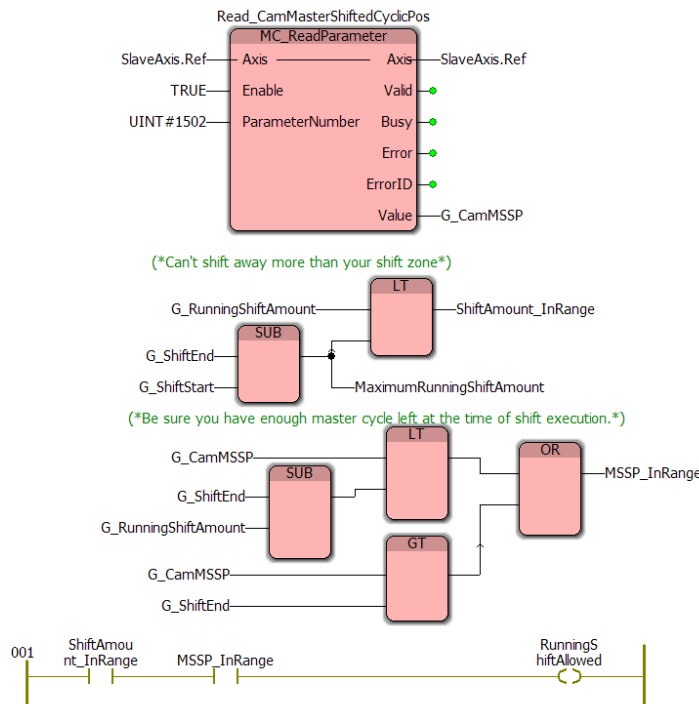 Read_CamMasterShiftedCyclicPos
MC_ReadParameter
SlaveAxis.Ref Axis Axis SlaveAxis.Ref
TRUE Enable Valid
UINT#1502 ParameterNumber Busy
Error
ErrorID
Value G_CamMSSP
(*Can't shift away more than your shift zone*)
LT
G_RunningShiftAmount ShiftAmount_InRange
SUB
G_ShiftEnd
G_ShiftStart MaximumRunningShiftAmount
(*Be sure you have enough master cycle left at the time of shift execution.*)
LT
G_CamMSSP OR
SUB MSSP_InRange
G_ShiftEnd
G_RunningShiftAmount
GT
G_CamMSSP
G_ShiftEnd
001 ShiftAmou RunningS
nt_InRange MSSP_InRange hiftAllowed